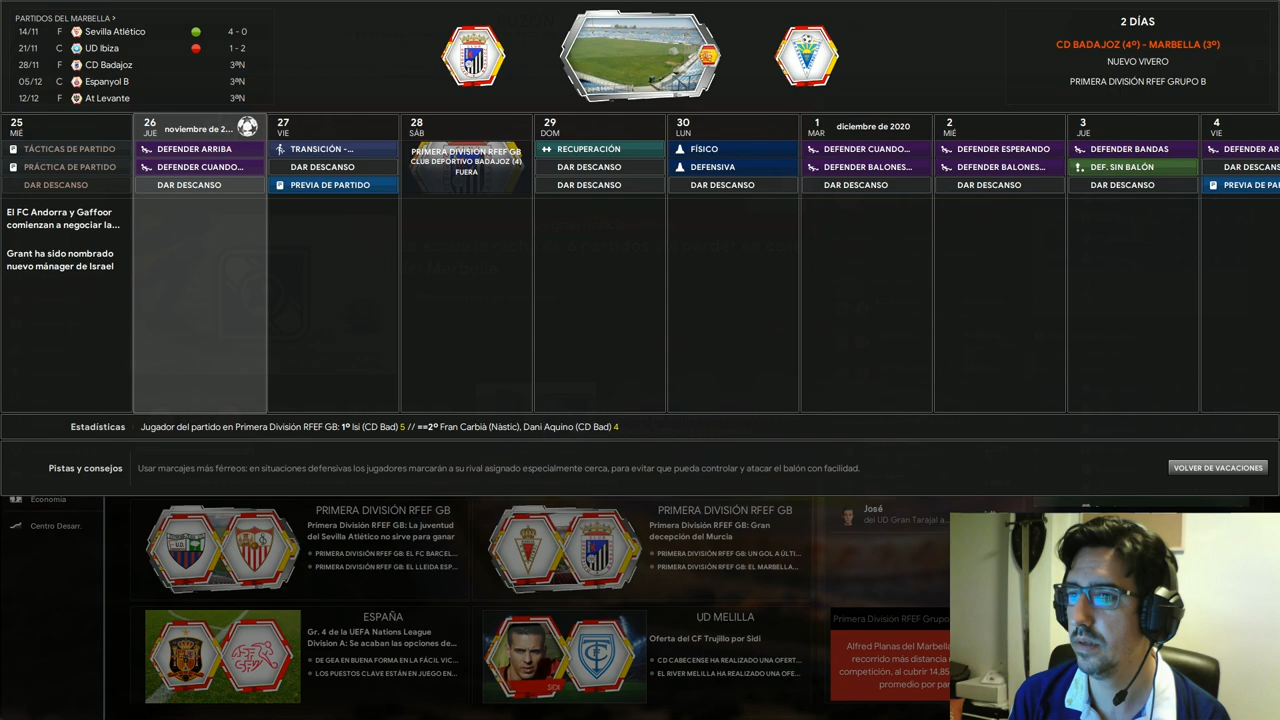 PARTIDOS DEL MARBELLA >
14/11 F Sevilla Atlético 4 - 0
21/11 C UD Ibiza 1 - 2
28/11 F CD Badajoz 3ªN
05/12 C Espanyol B 3ªN
12/12 F At Levante 3ªN
2 DÍAS
CD BADAJOZ (4º) - MARBELLA (3º)
NUEVO VIVERO
PRIMERA DIVISIÓN RFEF GRUPO B
25 MIÉ
TÁCTICAS DE PARTIDO
PRÁCTICA DE PARTIDO
DAR DESCANSO
El FC Andorra y Gaffoor
comienzan a negociar la...
Grant ha sido nombrado
nuevo mánager de Israel
26 JUE noviembre de 2...
DEFENDER ARRIBA
DEFENDER CUANDO...
DAR DESCANSO
27 VIE
TRANSICIÓN -...
DAR DESCANSO
PREVIA DE PARTIDO
28 SÁB
PRIMERA DIVISIÓN RFEF GB
CLUB DEPORTIVO BADAJOZ (4)
FUERA
29 DOM
RECUPERACIÓN
DAR DESCANSO
DAR DESCANSO
30 LUN
FÍSICO
DEFENSIVA
DAR DESCANSO
1 MAR diciembre de 2020
DEFENDER CUANDO...
DEFENDER BALONES...
DAR DESCANSO
2 MIÉ
DEFENDER ESPERANDO
DEFENDER BALONES...
DAR DESCANSO
3 JUE
DEFENDER BANDAS
DEF. SIN BALÓN
DAR DESCANSO
4 VIE
DEFENDER AR
DAR DESCANS
PREVIA DE PA
Estadísticas Jugador del partido en Primera División RFEF GB: 1º Isi (CD Bad) 5 // ==2º Fran Carbià (Nàstic), Dani Aquino (CD Bad) 4
Pistas y consejos Usar marcajes más férreos: en situaciones defensivas los jugadores marcarán a su rival asignado especialmente cerca, para evitar que pueda controlar y atacar el balón con facilidad.
VOLVER DE VACACIONES
Economía
Centro Desarr.
PRIMERA DIVISIÓN RFEF GB
Primera División RFEF GB: La juventud
del Sevilla Atlético no sirve para ganar
PRIMERA DIVISIÓN RFEF GB: EL FC BARCEL...
PRIMERA DIVISIÓN RFEF GB: EL LLEIDA ESP...
PRIMERA DIVISIÓN RFEF GB
Primera División RFEF GB: Gran
decepción del Murcia
PRIMERA DIVISIÓN RFEF GB: UN GOL A ÚLTI...
PRIMERA DIVISIÓN RFEF GB: EL MARBELLA...
José
del UD Gran Tarajal a...
ESPAÑA
Gr. 4 de la UEFA Nations League
División A: Se acaban las opciones de...
DE GEA EN BUENA FORMA EN LA FÁCIL VIC...
LOS PUESTOS CLAVE ESTÁN EN JUEGO EN...
UD MELILLA
Oferta del CF Trujillo por Sidi
CD CABECENSE HA REALIZADO UNA OFERT...
EL RIVER MELILLA HA REALIZADO UNA OFE...
Primera División RFEF Grupo
Alfred Planas del Marbella
recorrido más distancia
competición, al cubrir 14,85
promedio por par